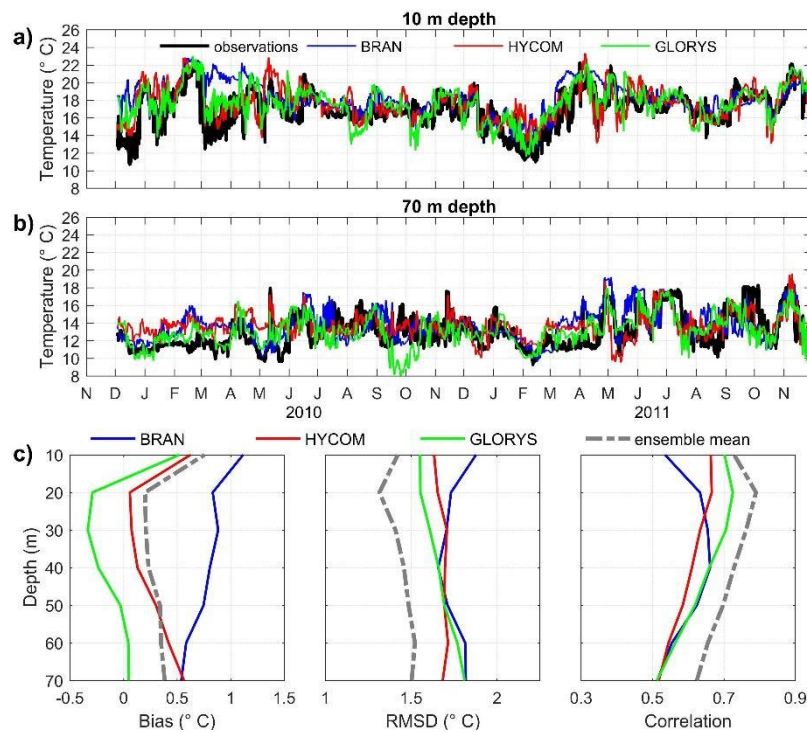 10 m depth
a)
observations BRAN HYCOM GLORYS
Temperature (° C)
26
24
22
20
18
16
14
12
10
8
70 m depth
b)
Temperature (° C)
26
24
22
20
18
16
14
12
10
8
N D J F M A M J J A S O N D J F M A M J J A S O N
2010 2011
BRAN HYCOM GLORYS ensemble mean
c)
Depth (m)
10
20
30
40
50
60
70
-0.5 0 0.5 1 1.5
Bias (° C)
1 1.5 2
RMSD (° C)
0.3 0.5 0.7 0.9
Correlation